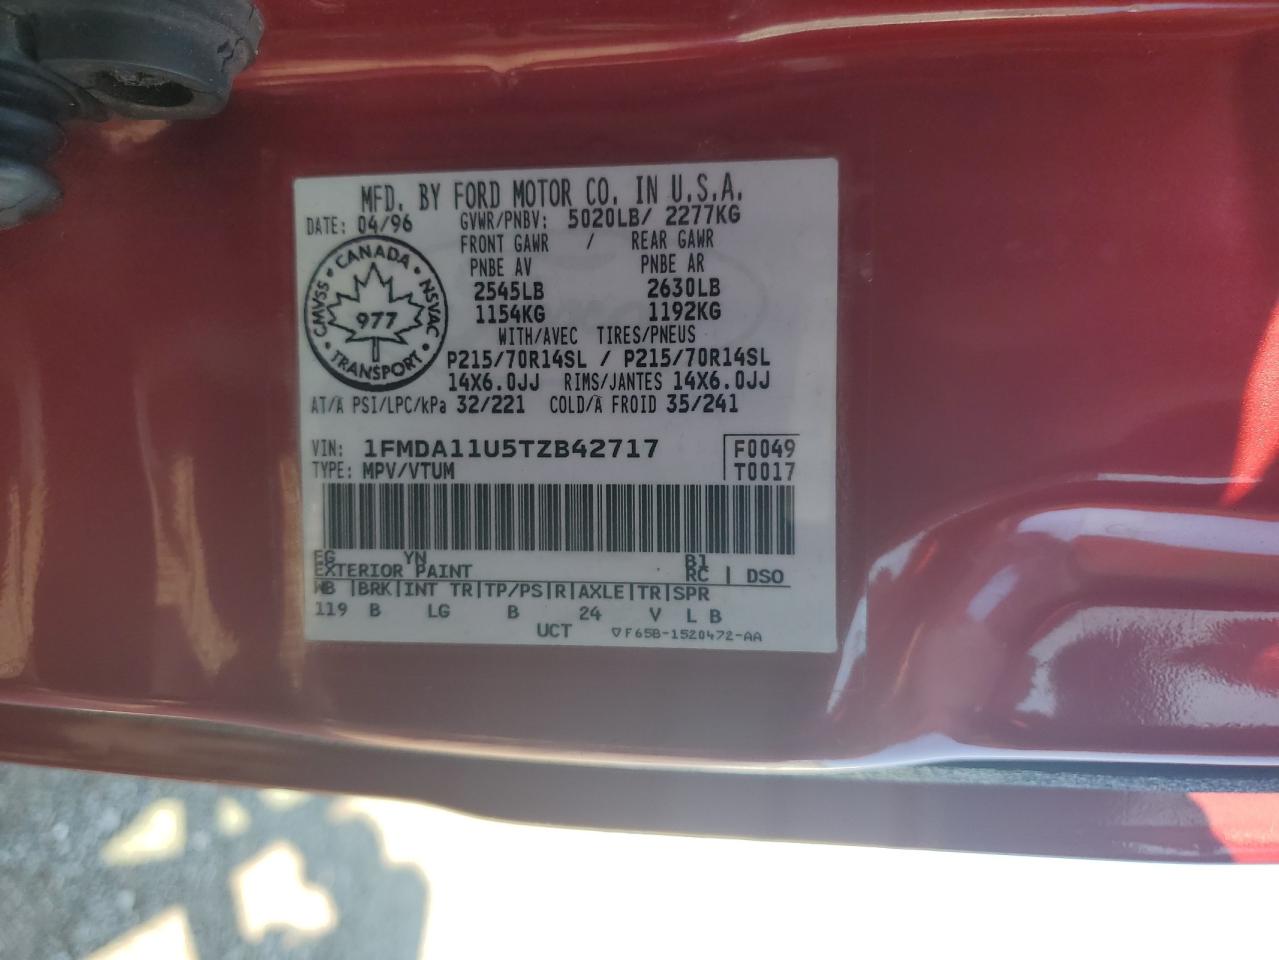 MFD. BY FORD MOTOR CO. IN U.S.A.
DATE: 04/96 GVWR/PNBV: 5020LB/ 2277KG
FRONT GAWR / REAR GAWR
PNBE AV PNBE AR
2545LB 2630LB
1154KG 1192KG
WITH/AVEC TIRES/PNEUS
P215/70R14SL / P215/70R14SL
14X6.0JJ RIMS/JANTES 14X6.0JJ
AT/À PSI/LPC/kPa 32/221 COLD/À FROID 35/241
CANADA
CMVSS NSVAC
977
TRANSPORT
VIN: 1FMDA11U5TZB42717 F0049
TYPE: MPV/VTUM T0017
EG YN B1
EXTERIOR PAINT RC | DSO
WB |BRK|INT TR|TP/PS|R|AXLE|TR|SPR
119 B LG B 24 V L B
UCT ▽F65B-1520472-AA